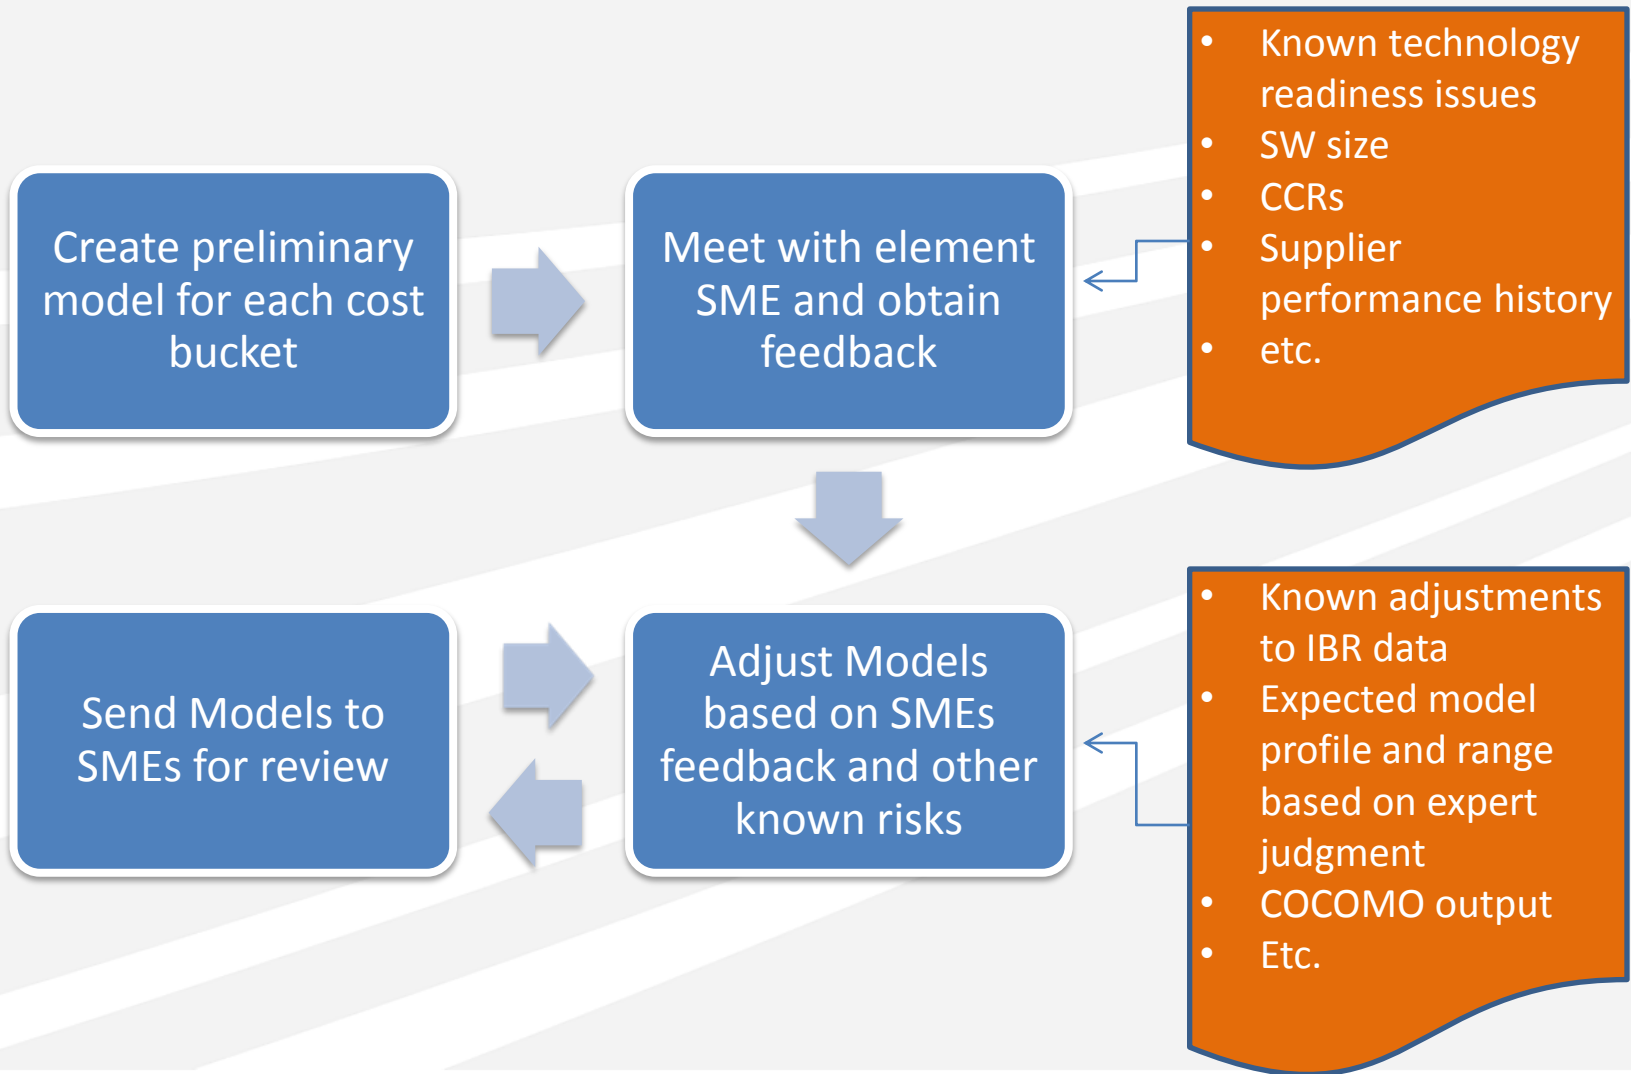 Create preliminary
model for each cost
bucket
Meet with element
SME and obtain
feedback
• Known technology
readiness issues
• SW size
• CCRs
• Supplier
performance history
• etc.
Send Models to
SMEs for review
Adjust Models
based on SMEs
feedback and other
known risks
• Known adjustments
to IBR data
• Expected model
profile and range
based on expert
judgment
• COCOMO output
• Etc.